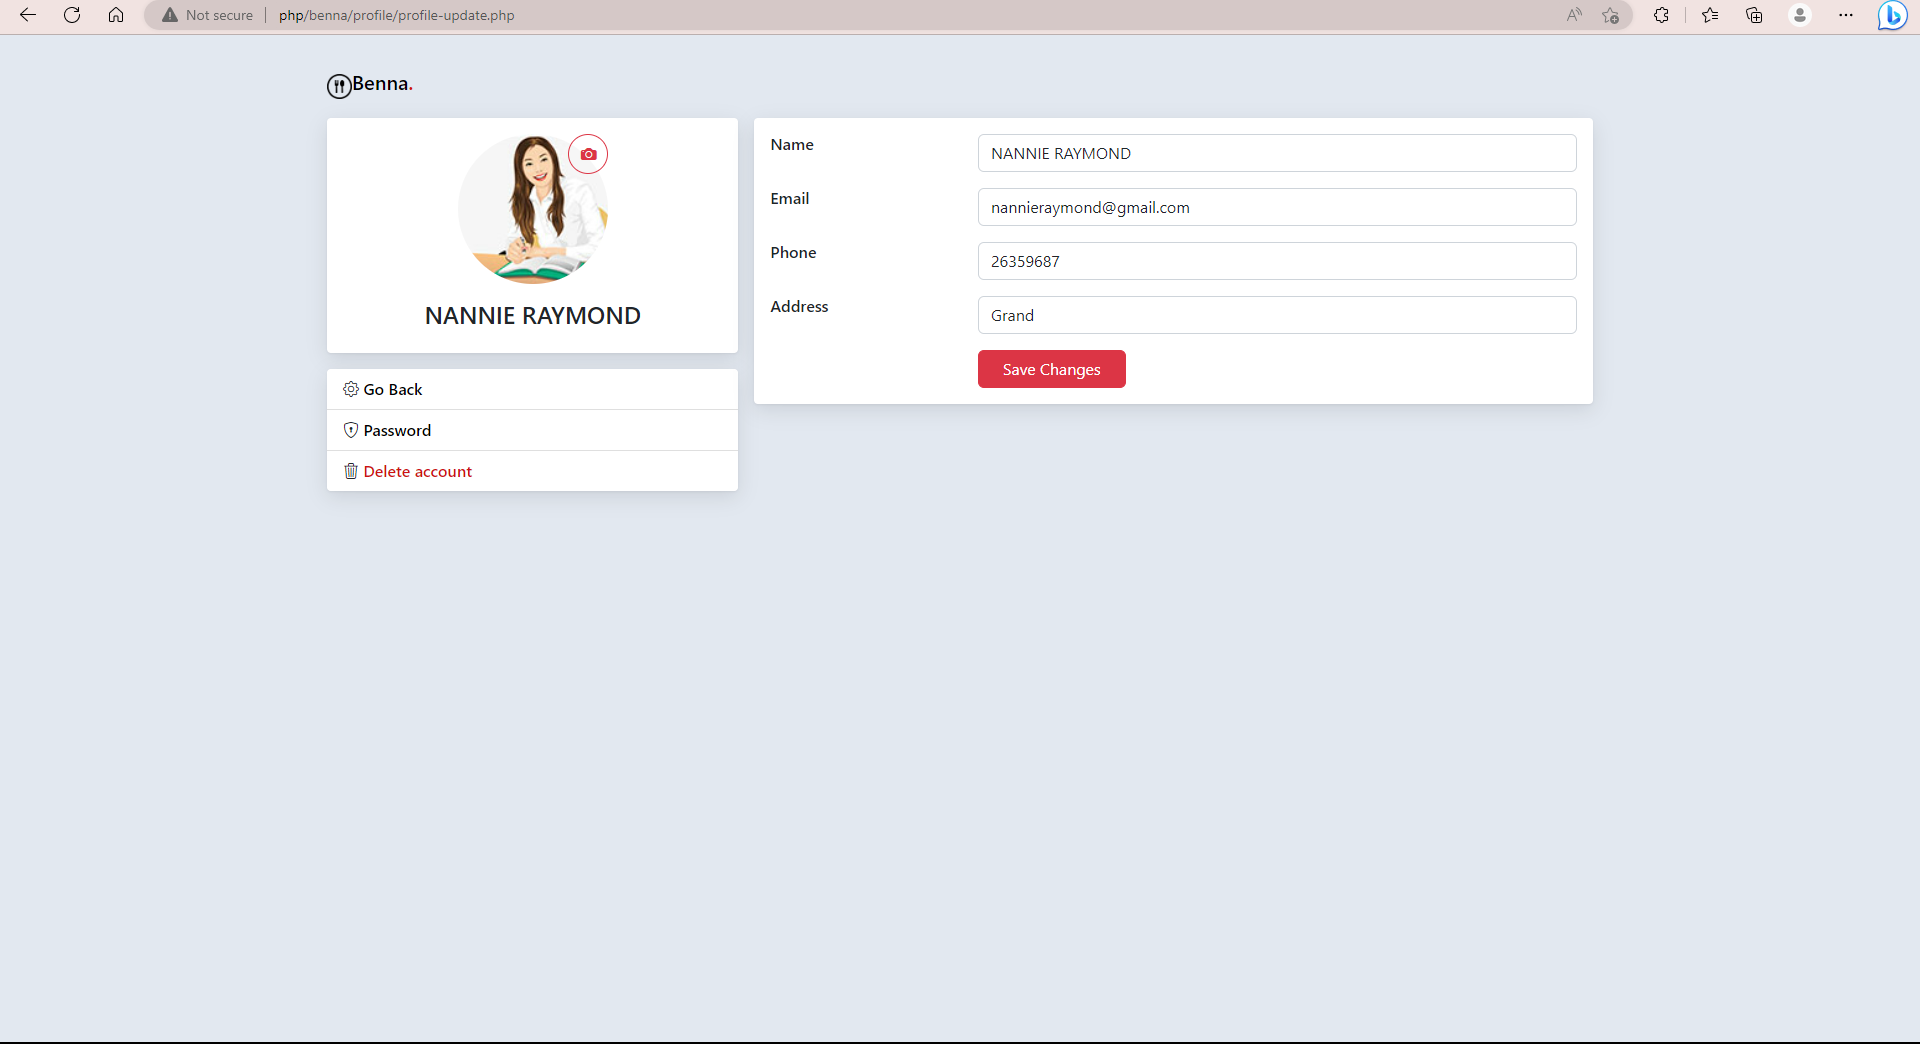 Not secure php/benna/profile/profile-update.php
Benna.
NANNIE RAYMOND
Go Back
Password
Delete account
Name NANNIE RAYMOND
Email nannieraymond@gmail.com
Phone 26359687
Address Grand
Save Changes